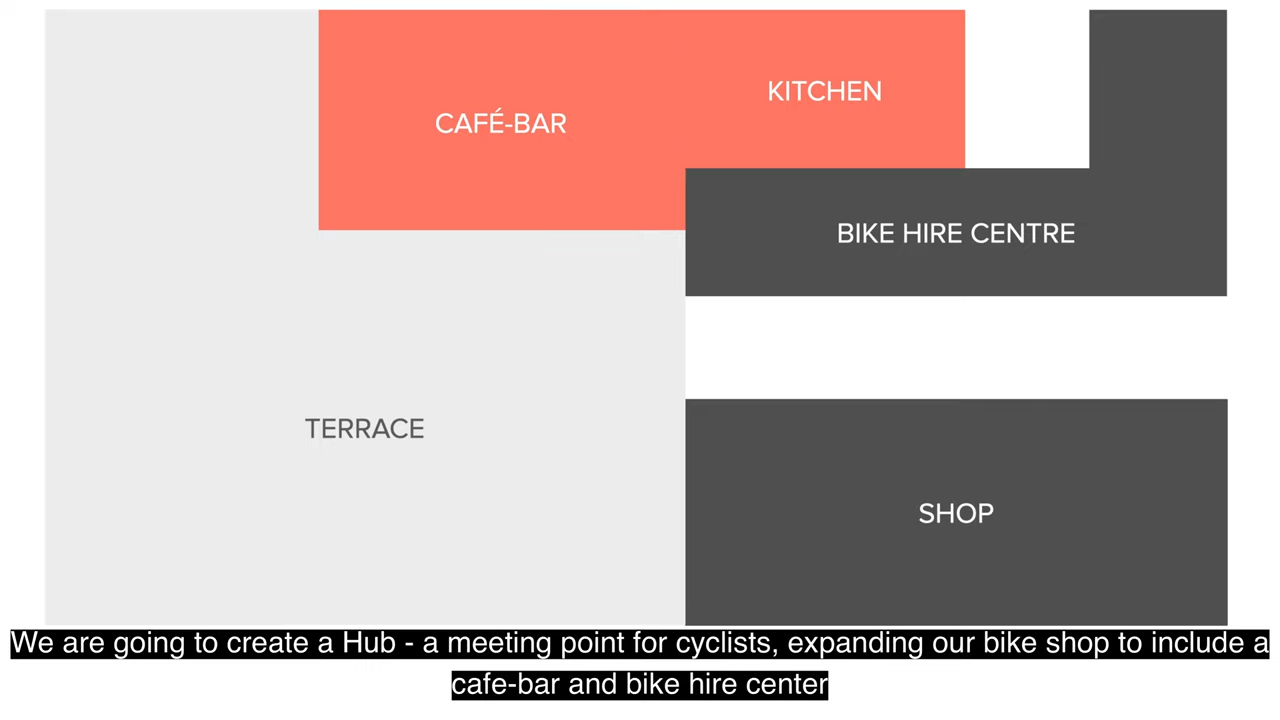 KITCHEN
CAFÉ-BAR
BIKE HIRE CENTRE
TERRACE
SHOP
We are going to create a Hub - a meeting point for cyclists, expanding our bike shop to include a
cafe-bar and bike hire center